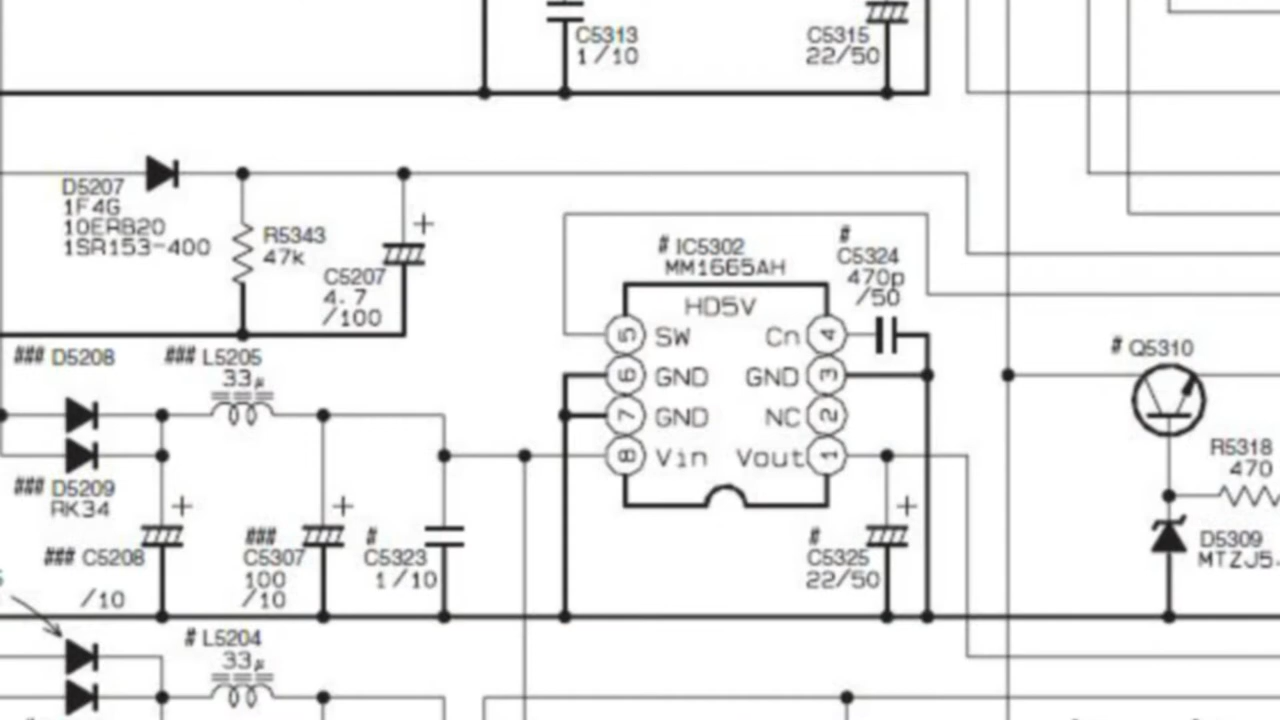 C5313
1/10
C5315
22/50
D5207
1F4G
10ERB20
1SR153-400
R5343
47k
+
C5207
4.7
/100
# IC5302
MM1665AH
HD5V
#
C5324
470p
/50
5 SW Cn 4
6 GND GND 3
7 GND NC 2
8 Vin Vout 1
# Q5310
### D5208
### L5205
33μ
### D5209
RK34
+
### C5208
/10
+
###
C5307
100
/10
#
C5323
1/10
+
#
C5325
22/50
R5318
470
D5309
MTZJ5.
# L5204
33μ